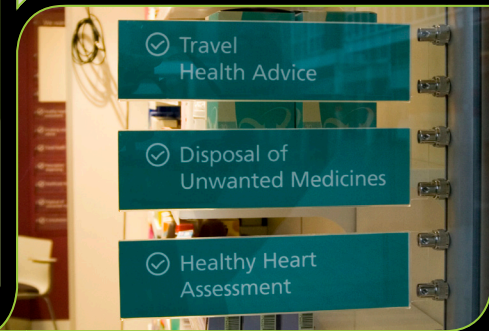 Travel
Health Advice
Disposal of
Unwanted Medicines
Healthy Heart
Assessment